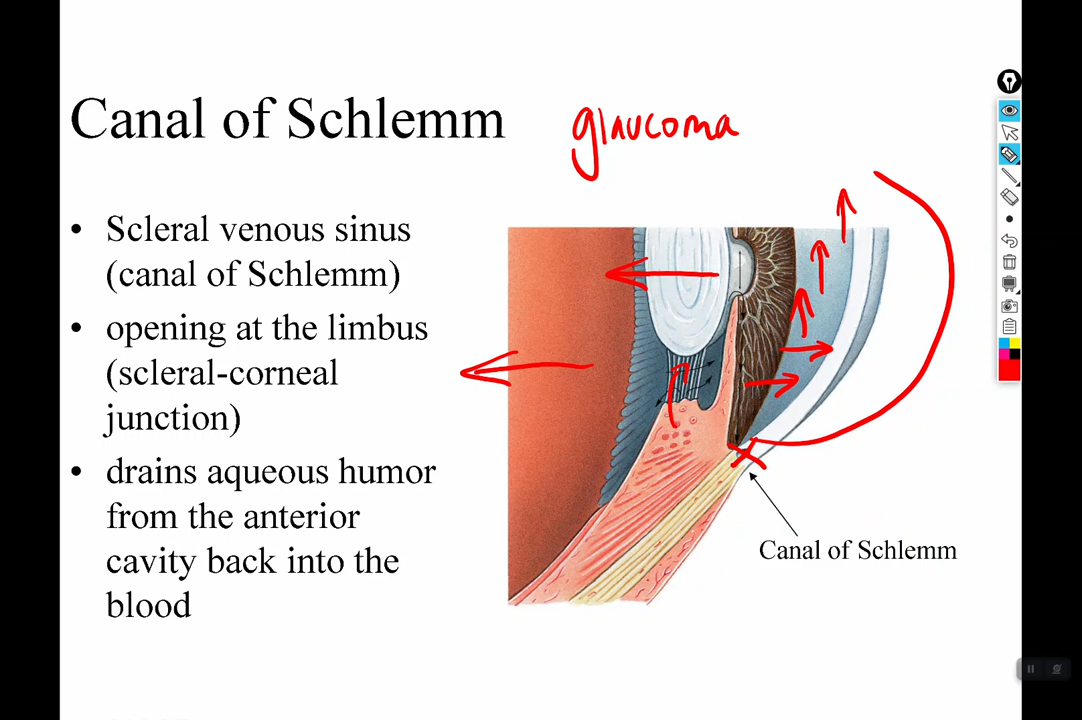 Canal of Schlemm
glaucoma
• Scleral venous sinus
(canal of Schlemm)
• opening at the limbus
(scleral-corneal
junction)
• drains aqueous humor
from the anterior
cavity back into the
blood
Canal of Schlemm